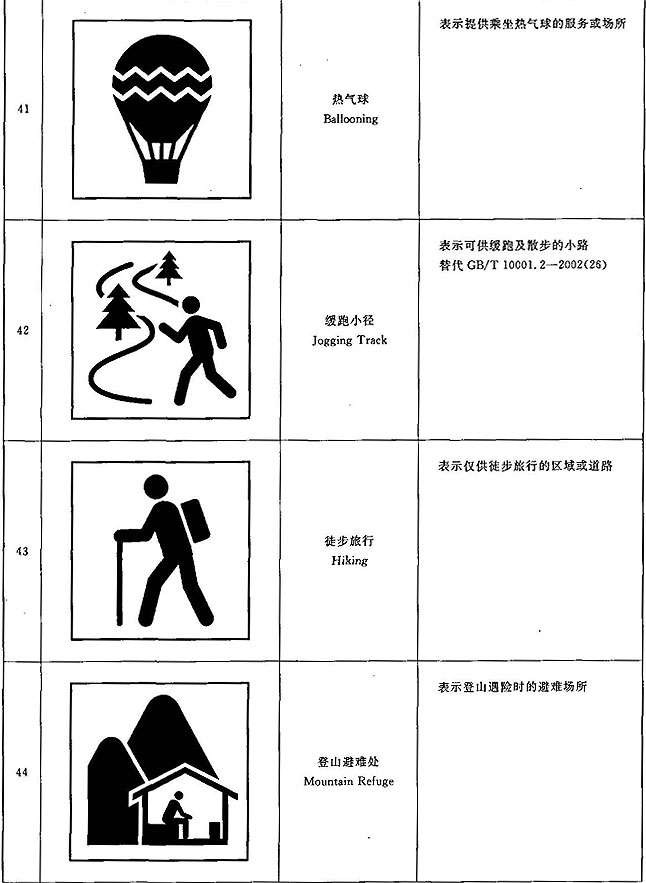 41
热气球
Ballooning
表示提供乘坐热气球的服务或场所
42
缓跑小径
Jogging Track
表示可供缓跑及散步的小路
替代 GB/T 10001.2—2002(26)
43
徒步旅行
Hiking
表示仅供徒步旅行的区域或道路
44
登山避难处
Mountain Refuge
表示登山遇险时的避难场所